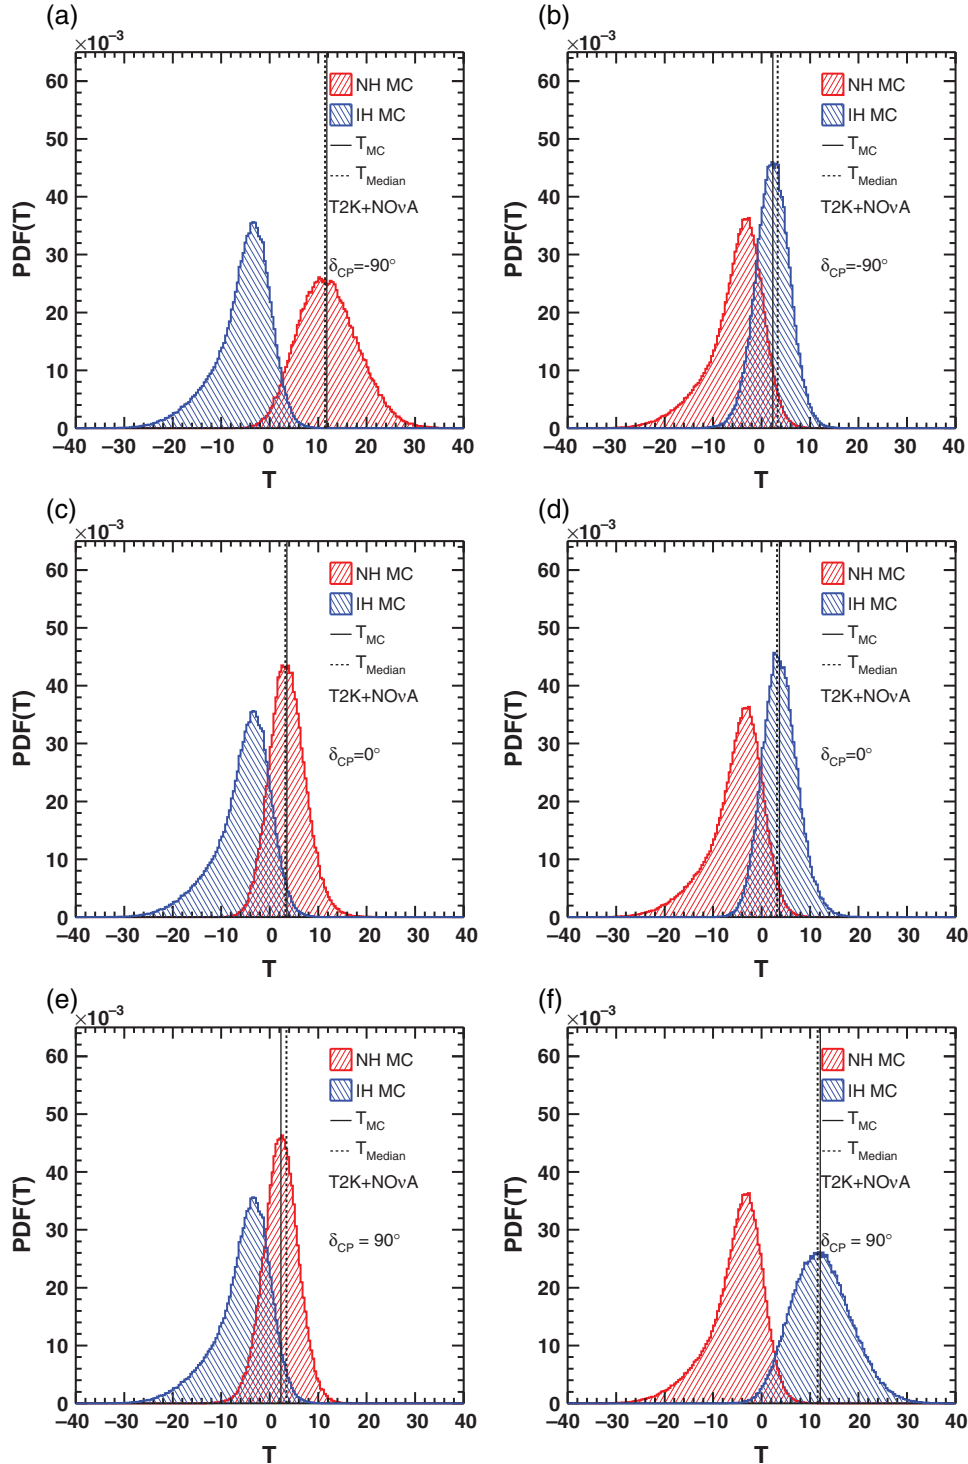 (a)
×10⁻³
60
50
40
30
20
10
0
PDF(T)
NH MC
IH MC
T_MC
T_Median
T2K+NOνA
δ_CP=-90°
−40 −30 −20 −10 0 10 20 30 40
T
(b)
×10⁻³
60
50
40
30
20
10
0
PDF(T)
NH MC
IH MC
T_MC
T_Median
T2K+NOνA
δ_CP=-90°
−40 −30 −20 −10 0 10 20 30 40
T
(c)
×10⁻³
60
50
40
30
20
10
0
PDF(T)
NH MC
IH MC
T_MC
T_Median
T2K+NOνA
δ_CP=0°
−40 −30 −20 −10 0 10 20 30 40
T
(d)
×10⁻³
60
50
40
30
20
10
0
PDF(T)
NH MC
IH MC
T_MC
T_Median
T2K+NOνA
δ_CP=0°
−40 −30 −20 −10 0 10 20 30 40
T
(e)
×10⁻³
60
50
40
30
20
10
0
PDF(T)
NH MC
IH MC
T_MC
T_Median
T2K+NOνA
δ_CP = 90°
−40 −30 −20 −10 0 10 20 30 40
T
(f)
×10⁻³
60
50
40
30
20
10
0
PDF(T)
NH MC
IH MC
T_MC
T_Median
T2K+NOνA
δ_CP = 90°
−40 −30 −20 −10 0 10 20 30 40
T